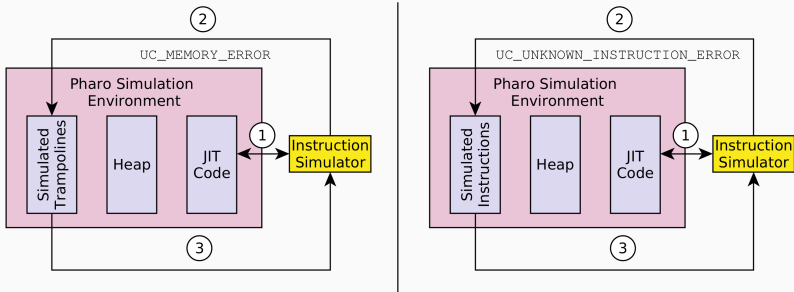 2
UC_MEMORY_ERROR
Pharo Simulation
Environment
Simulated
Trampolines
Heap
JIT
Code
1
Instruction
Simulator
3
2
UC_UNKNOWN_INSTRUCTION_ERROR
Pharo Simulation
Environment
Simulated
Instructions
Heap
JIT
Code
1
Instruction
Simulator
3